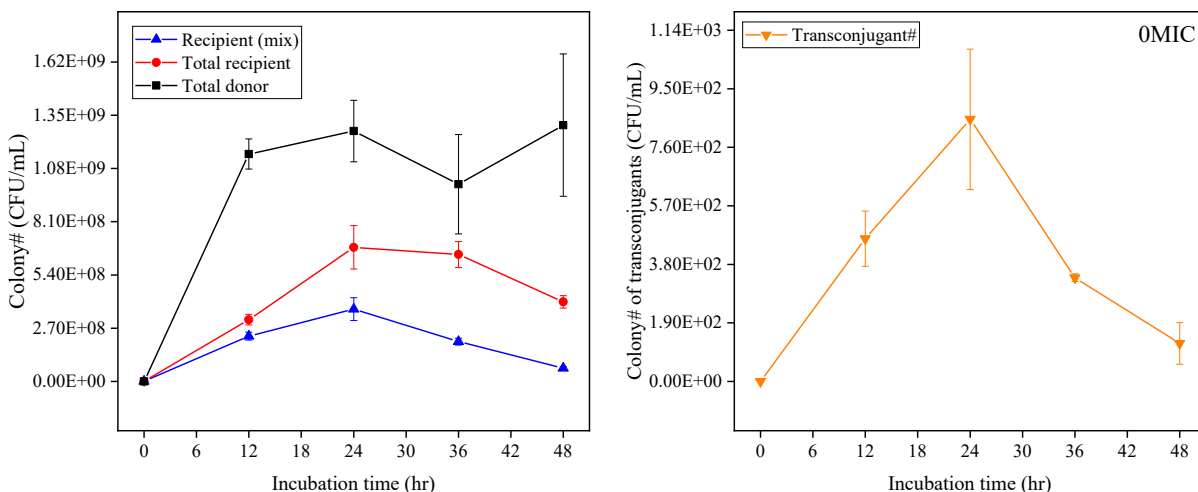 Recipient (mix)
Total recipient
Total donor
1.62E+09
1.35E+09
1.08E+09
8.10E+08
5.40E+08
2.70E+08
0.00E+00
Colony# (CFU/mL)
0 6 12 18 24 30 36 42 48
Incubation time (hr)
Transconjugant#
0MIC
1.14E+03
9.50E+02
7.60E+02
5.70E+02
3.80E+02
1.90E+02
0.00E+00
Colony# of transconjugants (CFU/mL)
0 6 12 18 24 30 36 42 48
Incubation time (hr)